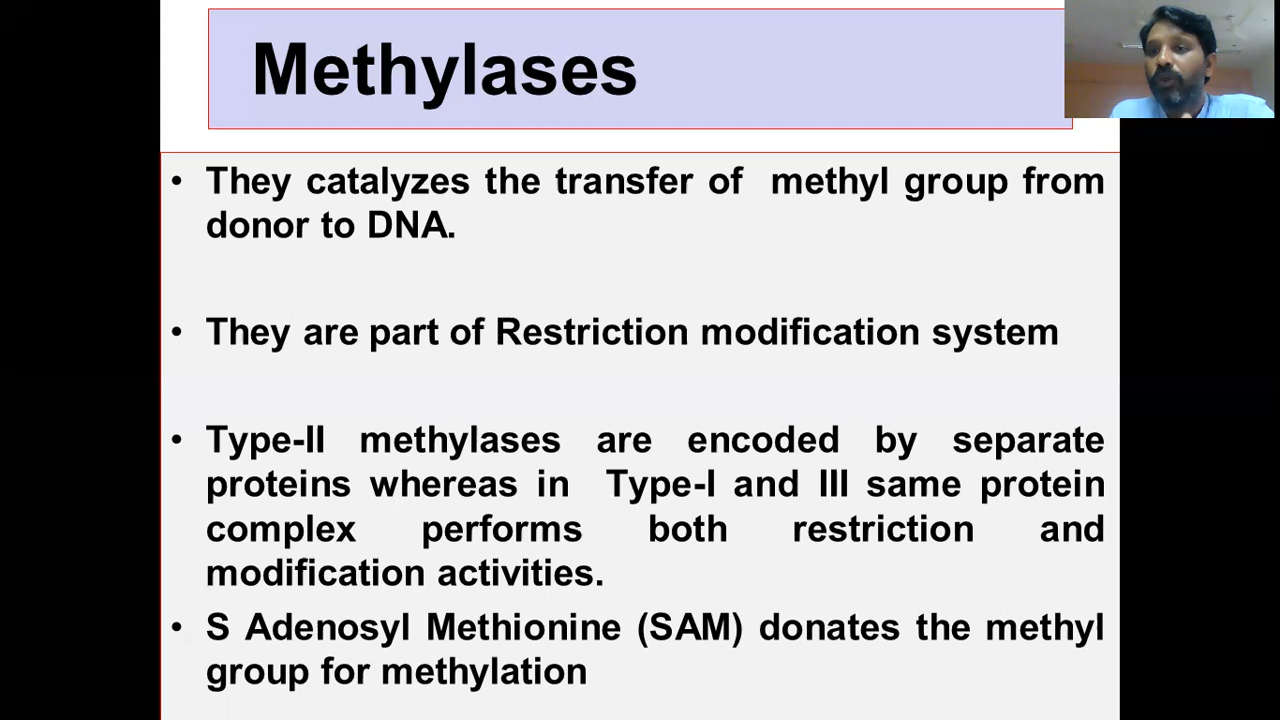 Methylases
• They catalyzes the transfer of methyl group from
donor to DNA.
• They are part of Restriction modification system
• Type-II methylases are encoded by separate
proteins whereas in Type-I and III same protein
complex performs both restriction and
modification activities.
• S Adenosyl Methionine (SAM) donates the methyl
group for methylation